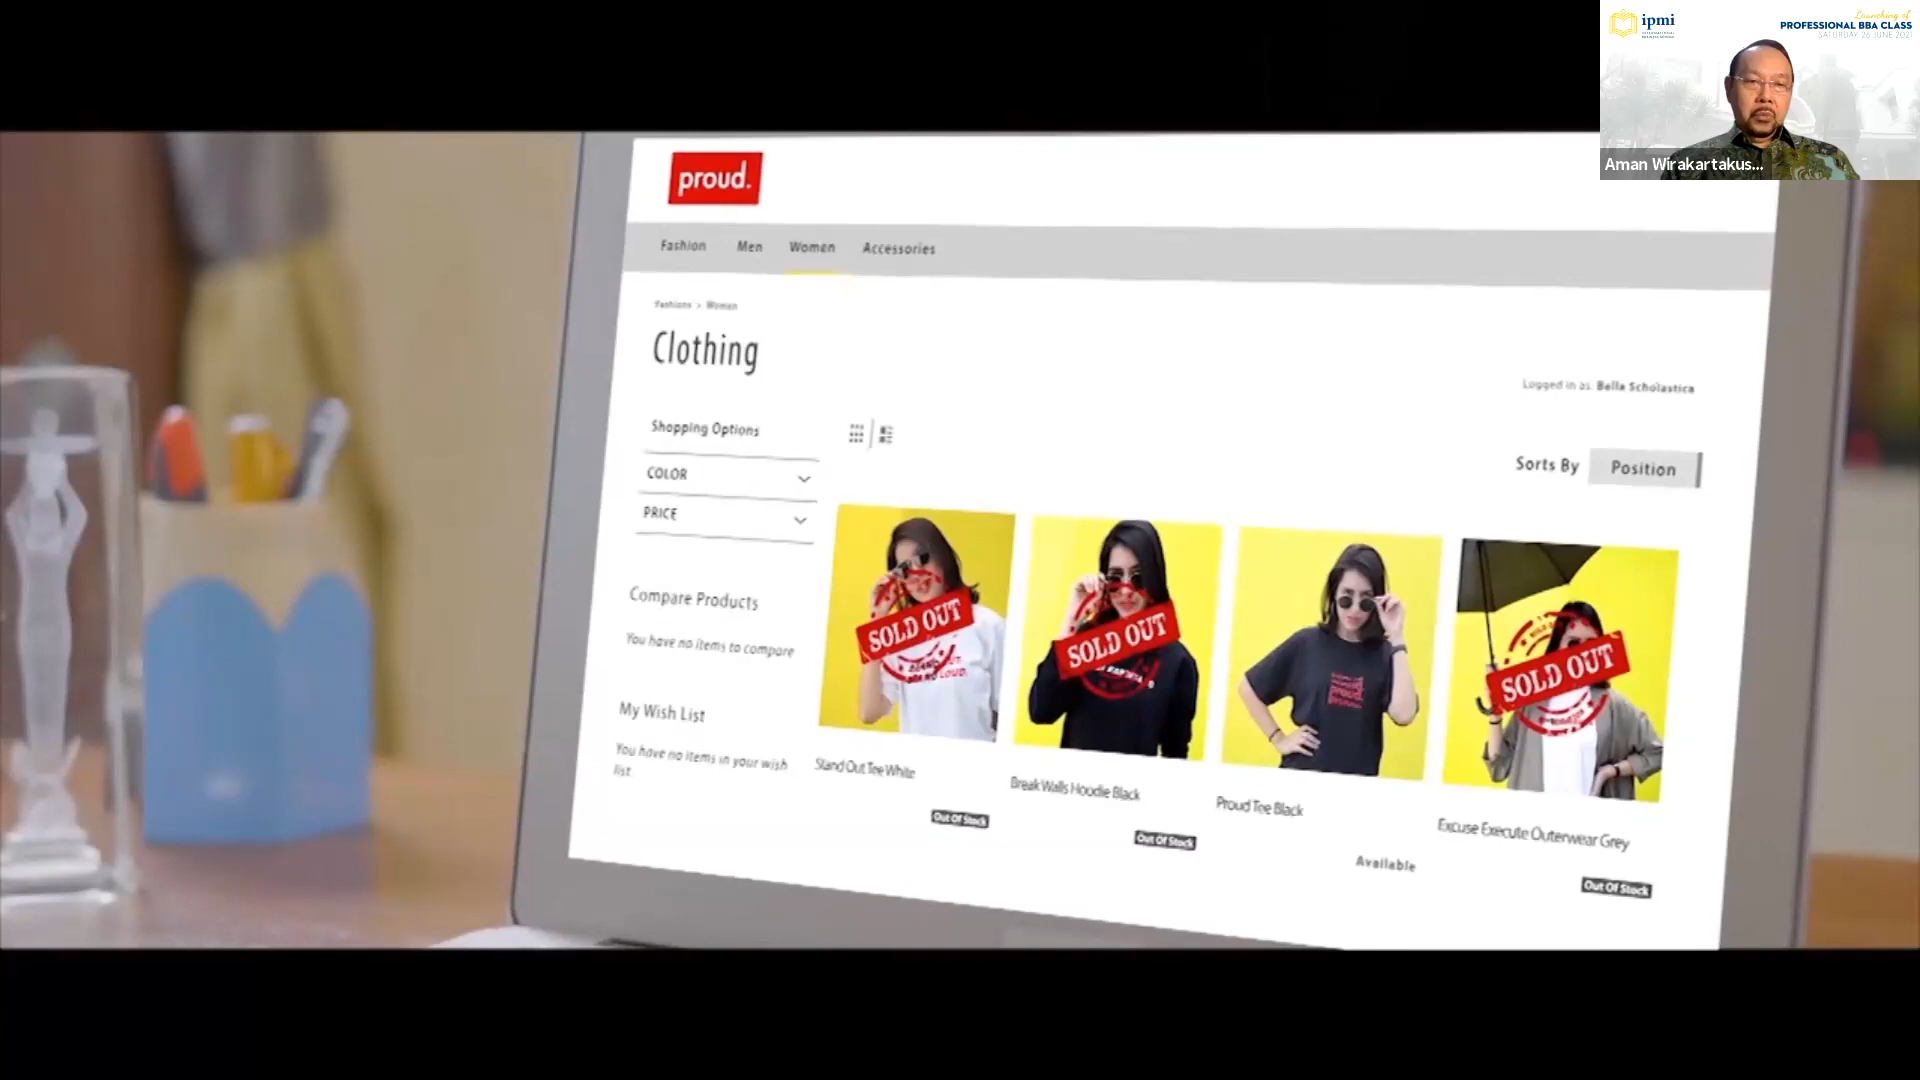 ipmi
Launching of
PROFESSIONAL BBA CLASS
SATURDAY, 26 JUNE 2021
Aman Wirakartakus...
proud.
Fashion Men Women Accessories
Fashions > Women
Clothing
Logged in as: Bella Scholastica
Shopping Options
Sorts By Position
COLOR
PRICE
Compare Products
You have no items to compare
My Wish List
You have no items in your wish
list
SOLD OUT
SOLD OUT
proud.
SOLD OUT
Stand Out Tee White
Out Of Stock
Break Walls Hoodie Black
Out Of Stock
Proud Tee Black
Available
Excuse Execute Outerwear Grey
Out Of Stock